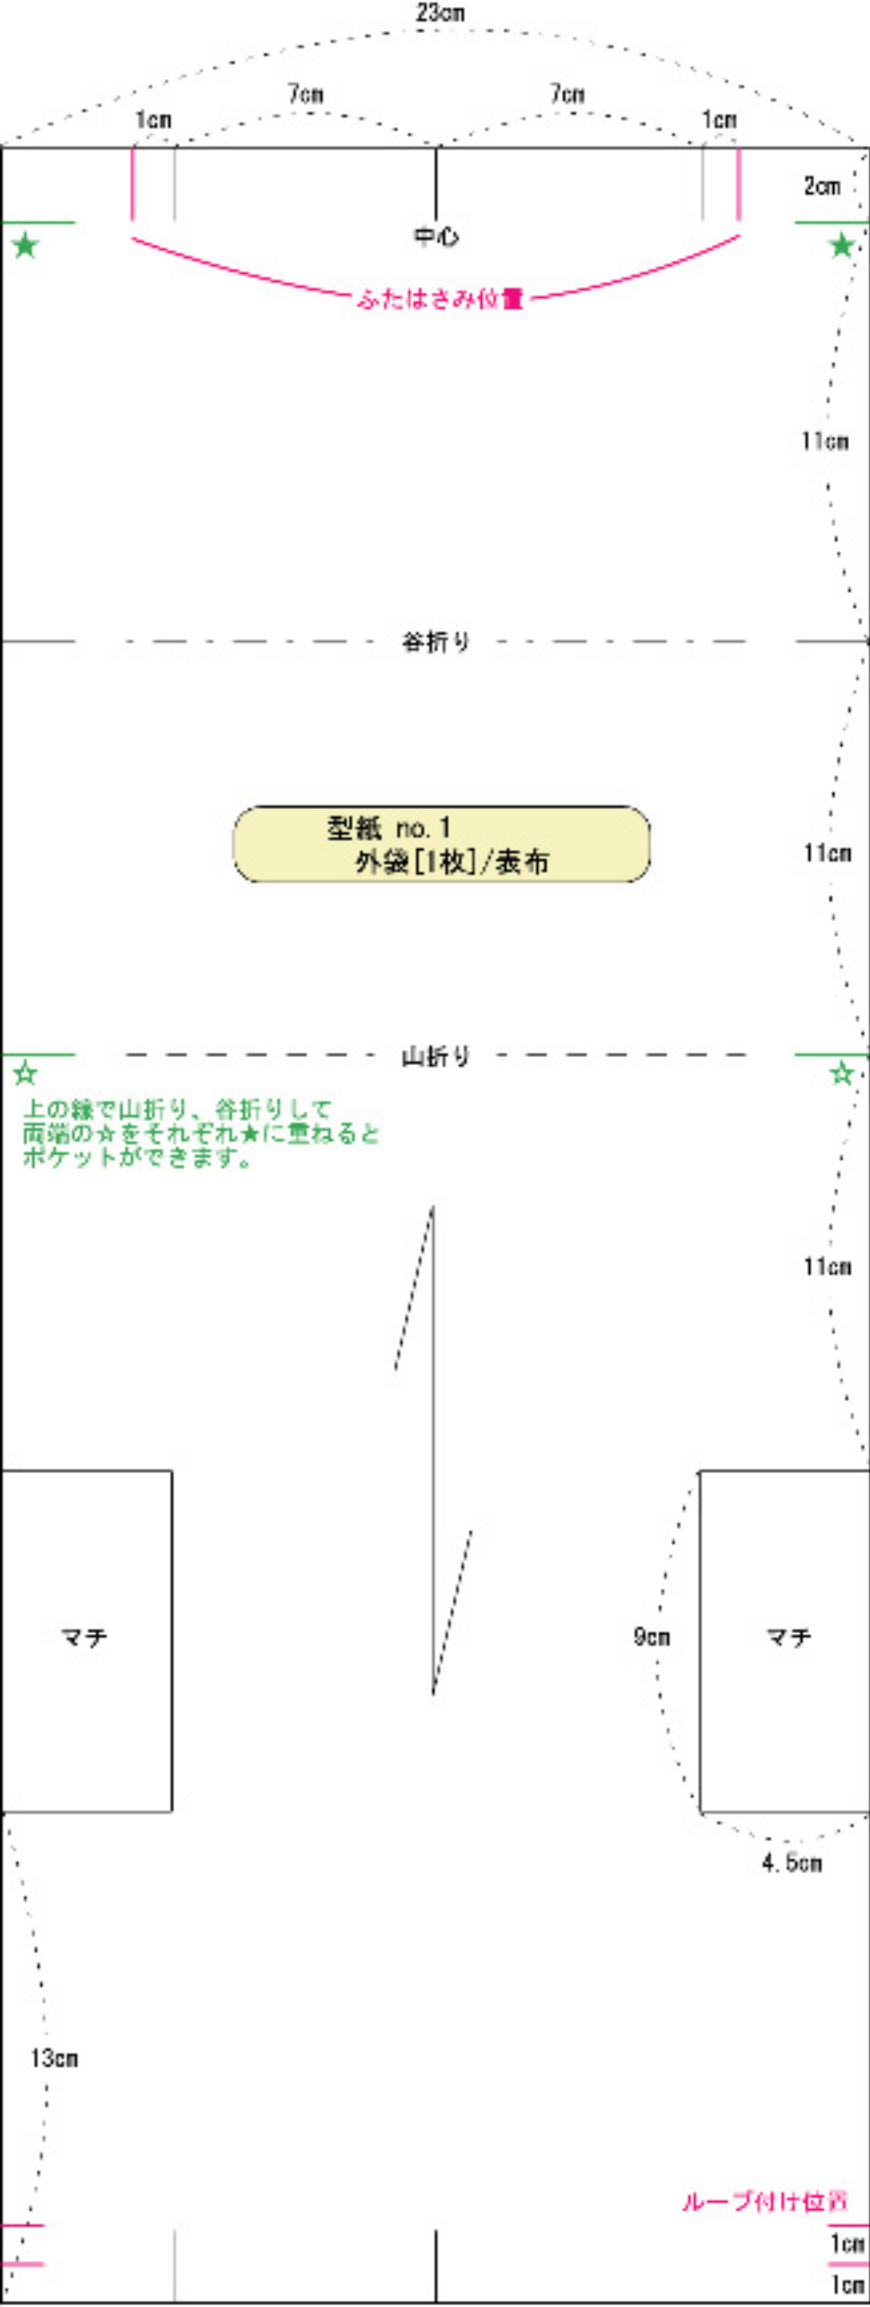 23cm
7cm
7cm
1cm
1cm
2cm
★
中心
★
ふたはさみ位置
11cm
谷折り
型紙 no.1
外袋[1枚]/表布
11cm
山折り
☆
☆
上の線で山折り、谷折りして
両端の☆をそれぞれ★に重ねると
ポケットができます。
11cm
マチ
9cm
マチ
4.5cm
13cm
ループ付け位置
1cm
1cm